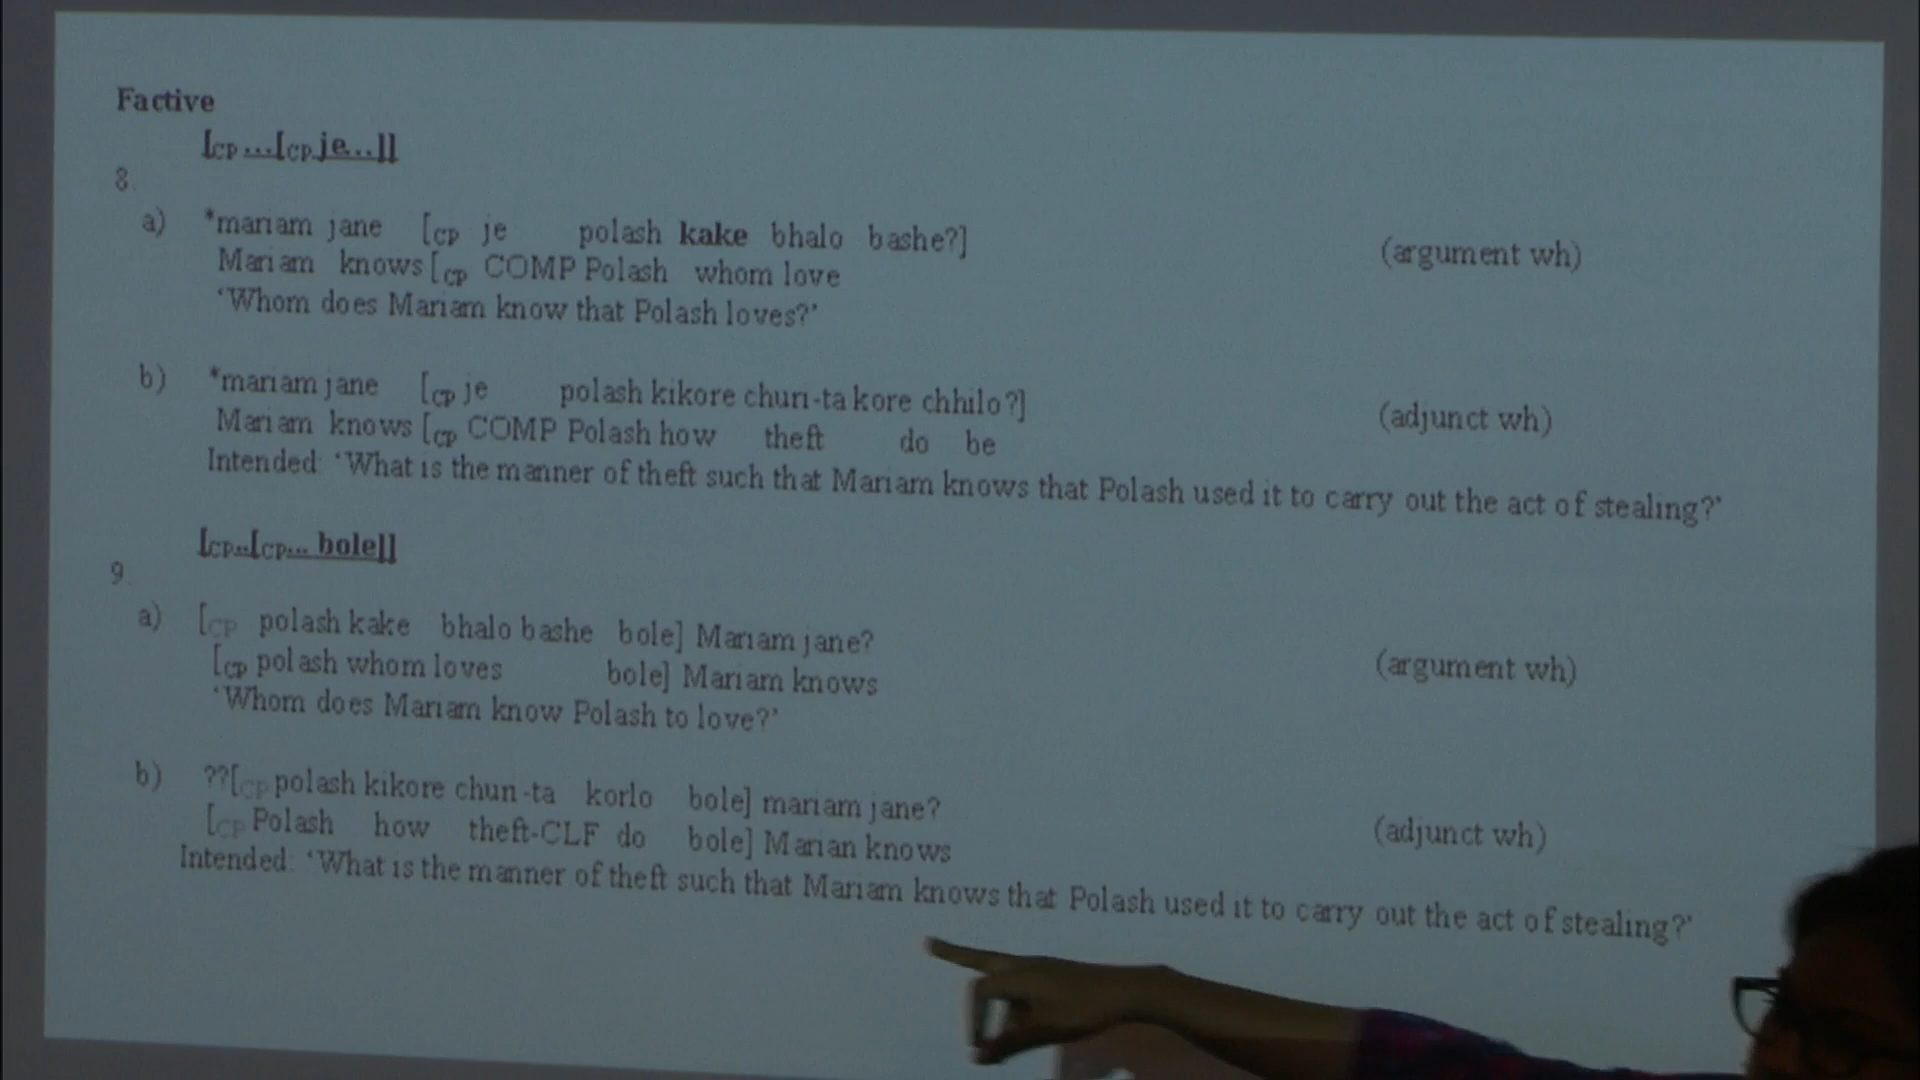 Factive
[CP ...[CP je...]]
8.
a) *mariam jane [CP je polash kake bhalo bashe?] (argument wh)
Mariam knows [CP COMP Polash whom love
‘Whom does Mariam know that Polash loves?’
b) *mariam jane [CP je polash kikore churi-ta kore chhilo?] (adjunct wh)
Mariam knows [CP COMP Polash how theft do be
Intended: ‘What is the manner of theft such that Mariam knows that Polash used it to carry out the act of stealing?’
[CP...[CP... bole]]
9.
a) [CP polash kake bhalo bashe bole] Mariam jane? (argument wh)
[CP polash whom loves bole] Mariam knows
‘Whom does Mariam know Polash to love?’
b) ??[CP polash kikore churi-ta korlo bole] mariam jane? (adjunct wh)
[CP Polash how theft-CLF do bole] Marian knows
Intended: ‘What is the manner of theft such that Mariam knows that Polash used it to carry out the act of stealing?’